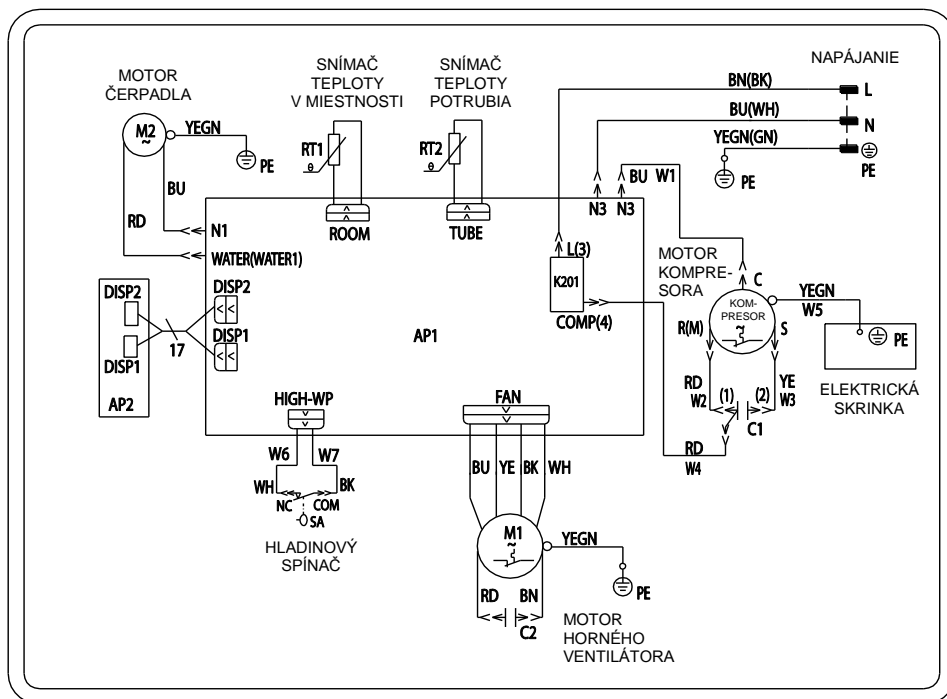 MOTOR
ČERPADLA
M2
~
YEGN
PE
BU
RD
N1
WATER(WATER1)
SNÍMAČ
TEPLOTY
V MIESTNOSTI
RT1
θ
ROOM
SNÍMAČ
TEPLOTY
POTRUBIA
RT2
θ
TUBE
NAPÁJANIE
BN(BK)
L
BU(WH)
N
YEGN(GN)
PE
PE
BU W1
N3 N3
L(3)
K201
COMP(4)
MOTOR
KOMPRE-
SORA
C
KOM-
PRESOR
~
R(M)
S
YEGN
W5
PE
ELEKTRICKÁ
SKRINKA
RD
W2
(1) (2)
YE
W3
C1
RD
W4
DISP2
DISP1
AP2
17
DISP2
DISP1
AP1
HIGH-WP
W6 W7
WH
BK
NC COM
SA
HLADINOVÝ
SPÍNAČ
FAN
BU YE BK WH
M1
~
YEGN
PE
RD BN
C2
MOTOR
HORNÉHO
VENTILÁTORA